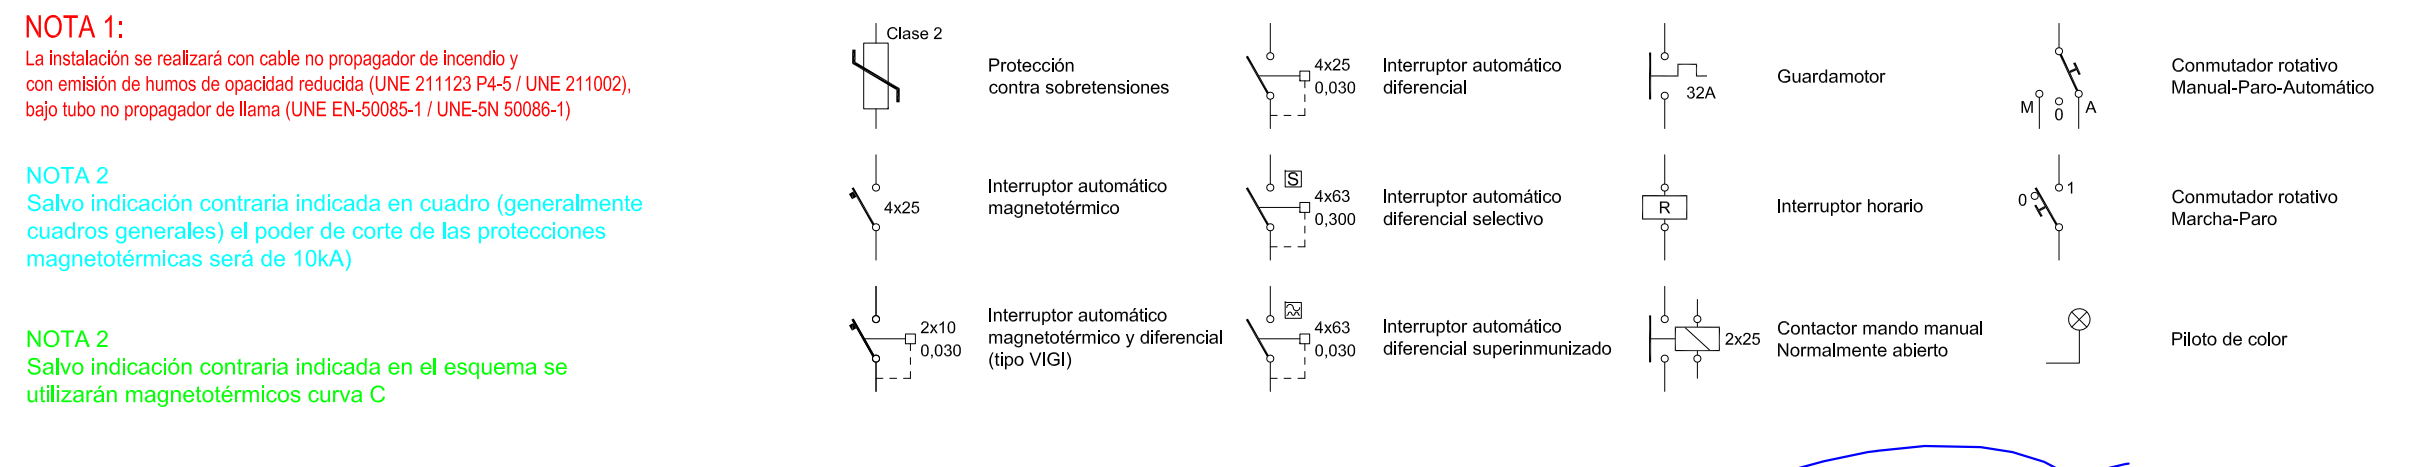 NOTA 1:
La instalación se realizará con cable no propagador de incendio y
con emisión de humos de opacidad reducida (UNE 211123 P4-5 / UNE 211002),
bajo tubo no propagador de llama (UNE EN-50085-1 / UNE-5N 50086-1)
NOTA 2
Salvo indicación contraria indicada en cuadro (generalmente
cuadros generales) el poder de corte de las protecciones
magnetotérmicas será de 10kA)
NOTA 2
Salvo indicación contraria indicada en el esquema se
utilizarán magnetotérmicos curva C
Clase 2
Protección
contra sobretensiones
4x25
Interruptor automático
magnetotérmico
2x10
0,030
Interruptor automático
magnetotérmico y diferencial
(tipo VIGI)
4x25
0,030
Interruptor automático
diferencial
S
4x63
0,300
Interruptor automático
diferencial selectivo
4x63
0,030
Interruptor automático
diferencial superinmunizado
32A
Guardamotor
R
Interruptor horario
2x25
Contactor mando manual
Normalmente abierto
M
0
A
Conmutador rotativo
Manual-Paro-Automático
0
1
Conmutador rotativo
Marcha-Paro
Piloto de color